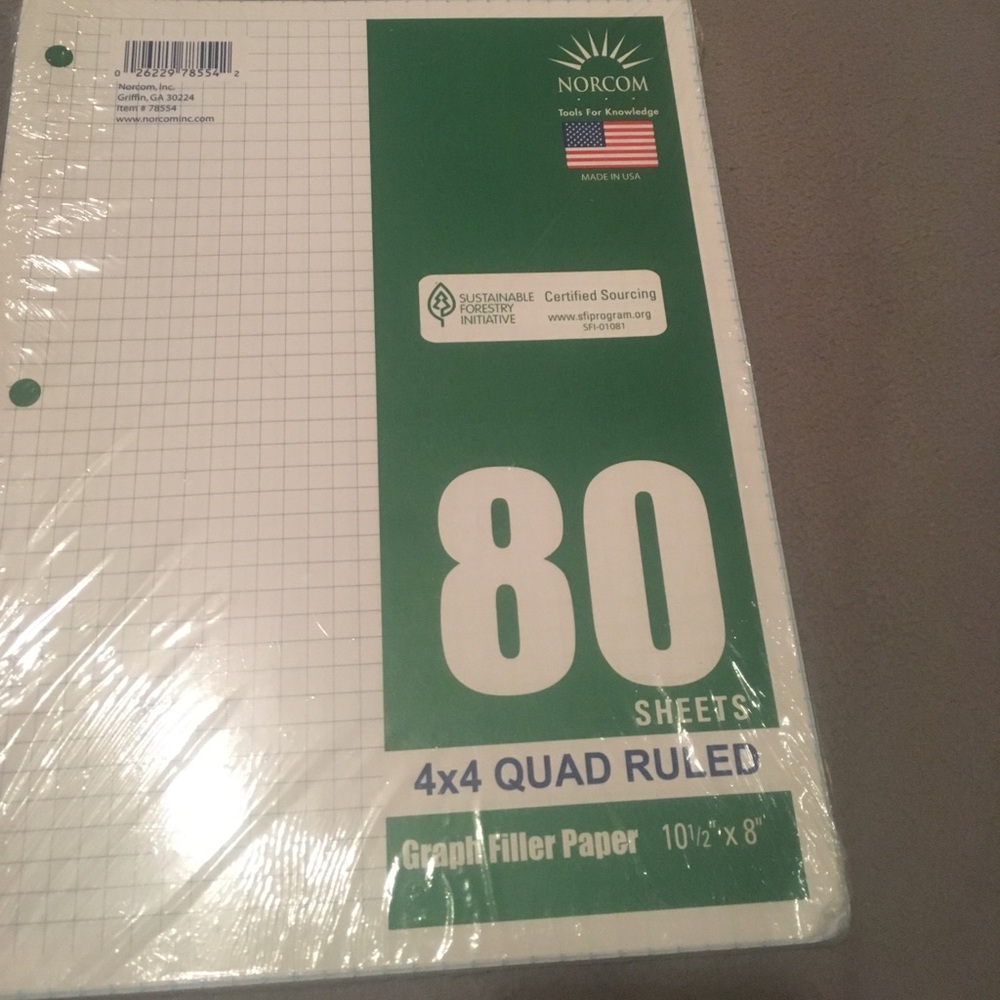 0 26229 78554 2
Norcom, Inc.
Griffin, GA 30224
Item # 78554
www.norcominc.com
NORCOM
Tools For Knowledge
MADE IN USA
SUSTAINABLE
FORESTRY
INITIATIVE
Certified Sourcing
www.sfiprogram.org
SFI-01081
80
SHEETS
4x4 QUAD RULED
Graph Filler Paper 10 1/2" x 8"